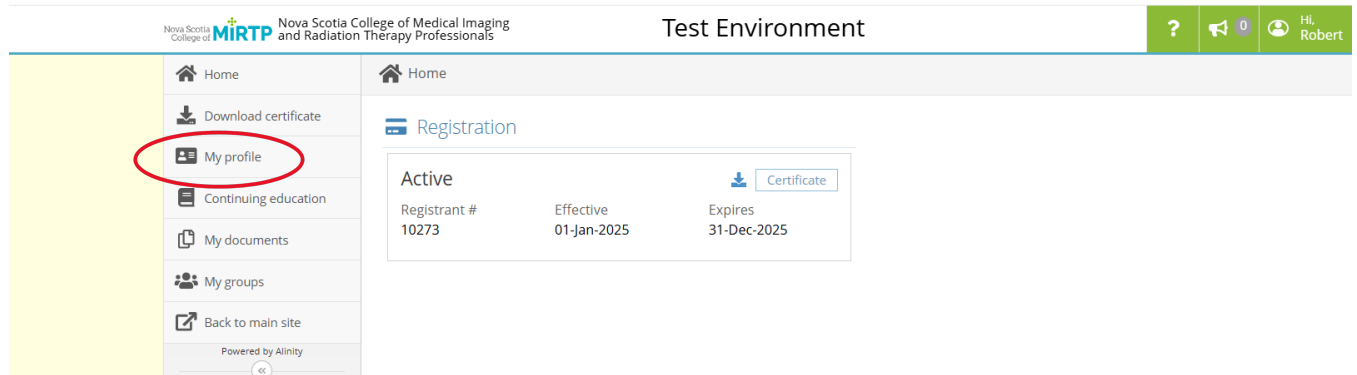 Nova Scotia College of MiRTP Nova Scotia College of Medical Imaging and Radiation Therapy Professionals
Test Environment
? 0 Hi, Robert
Home
Download certificate
My profile
Continuing education
My documents
My groups
Back to main site
Powered by Alinity
«
Home
Registration
Active Certificate
Registrant # Effective Expires
10273 01-Jan-2025 31-Dec-2025